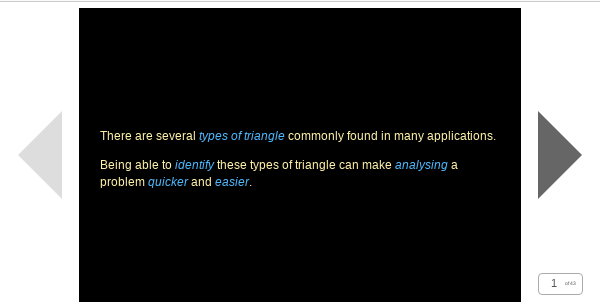 There are several types of triangle commonly found in many applications.
Being able to identify these types of triangle can make analysing a
problem quicker and easier.
1 of 43